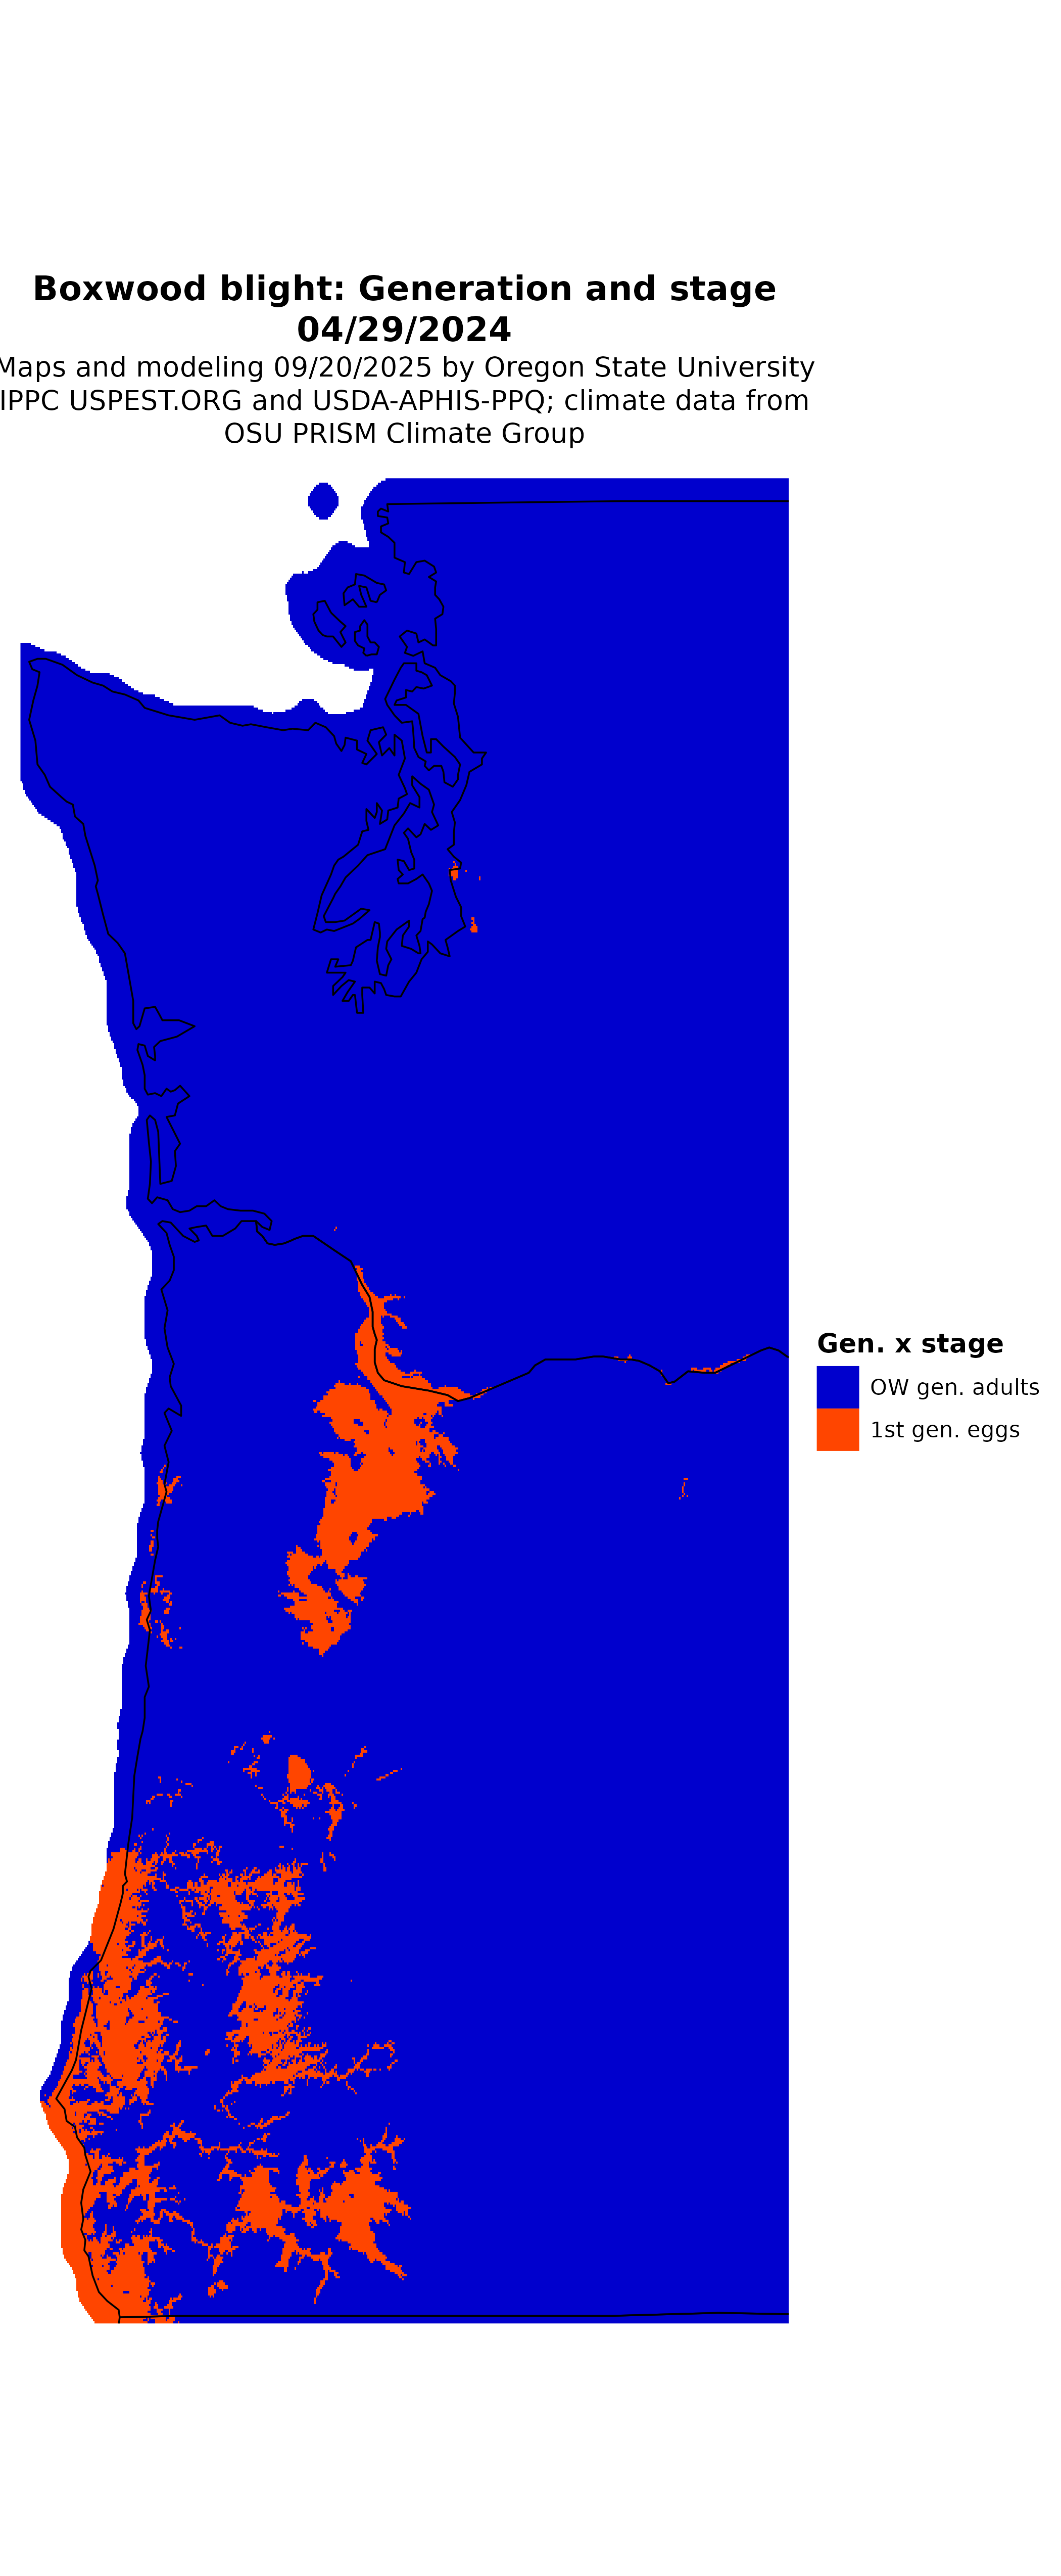 Boxwood blight: Generation and stage
04/29/2024
Maps and modeling 09/20/2025 by Oregon State University
IPPC USPEST.ORG and USDA-APHIS-PPQ; climate data from
OSU PRISM Climate Group
Gen. x stage
OW gen. adults
1st gen. eggs